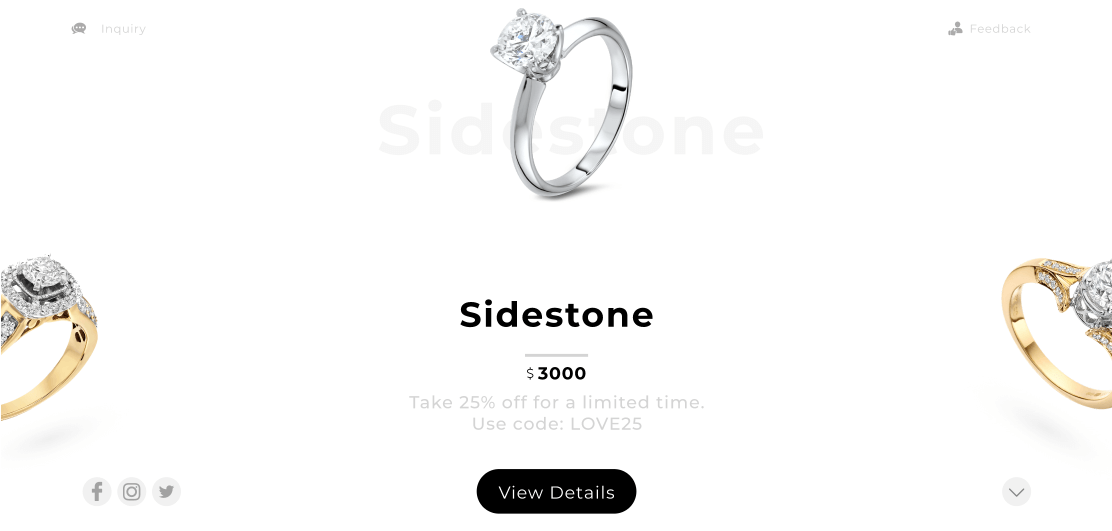 Inquiry
Feedback
Sidestone
Sidestone
$3000
Take 25% off for a limited time.
Use code: LOVE25
View Details